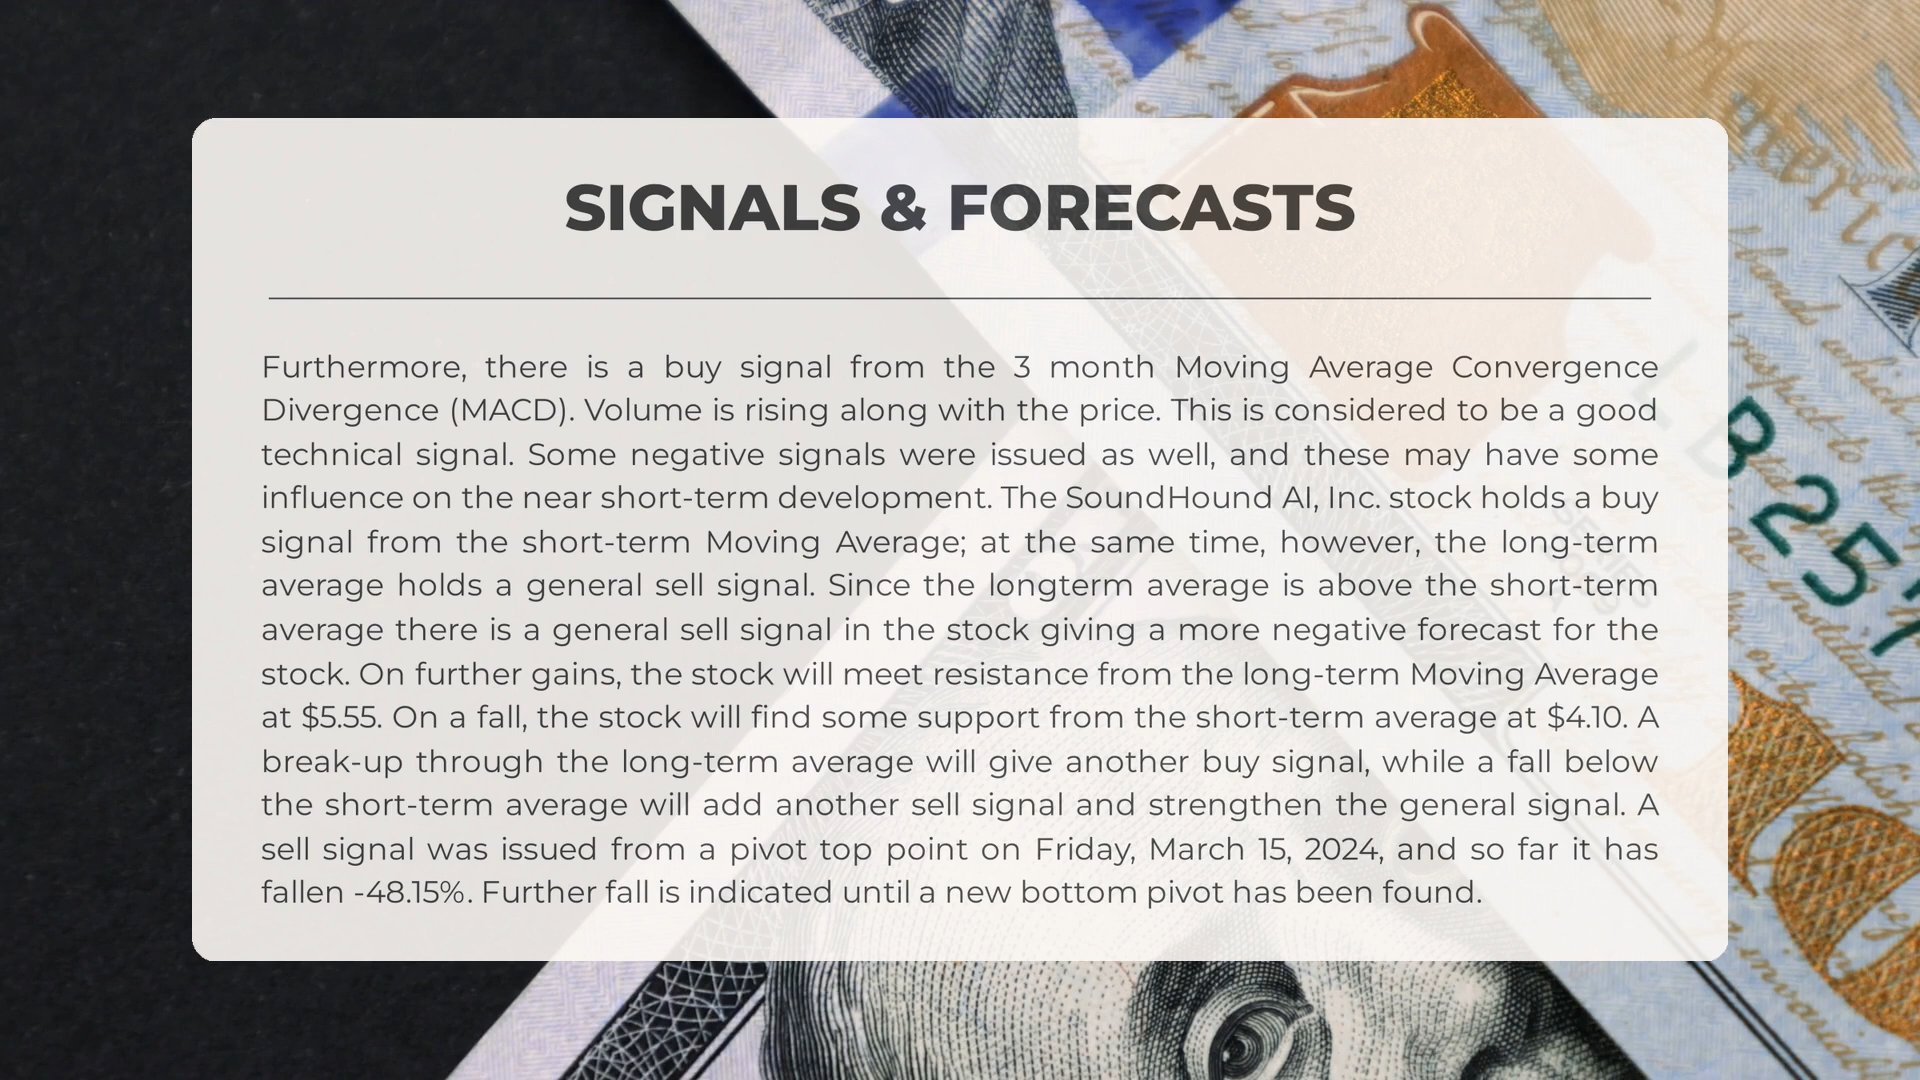 SIGNALS & FORECASTS
Furthermore, there is a buy signal from the 3 month Moving Average Convergence
Divergence (MACD). Volume is rising along with the price. This is considered to be a good
technical signal. Some negative signals were issued as well, and these may have some
influence on the near short-term development. The SoundHound AI, Inc. stock holds a buy
signal from the short-term Moving Average; at the same time, however, the long-term
average holds a general sell signal. Since the longterm average is above the short-term
average there is a general sell signal in the stock giving a more negative forecast for the
stock. On further gains, the stock will meet resistance from the long-term Moving Average
at $5.55. On a fall, the stock will find some support from the short-term average at $4.10. A
break-up through the long-term average will give another buy signal, while a fall below
the short-term average will add another sell signal and strengthen the general signal. A
sell signal was issued from a pivot top point on Friday, March 15, 2024, and so far it has
fallen -48.15%. Further fall is indicated until a new bottom pivot has been found.